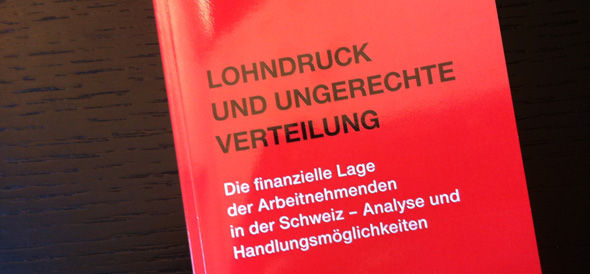 LOHNDRUCK
UND UNGERECHTE
VERTEILUNG
Die finanzielle Lage
der Arbeitnehmenden
in der Schweiz – Analyse und
Handlungsmöglichkeiten